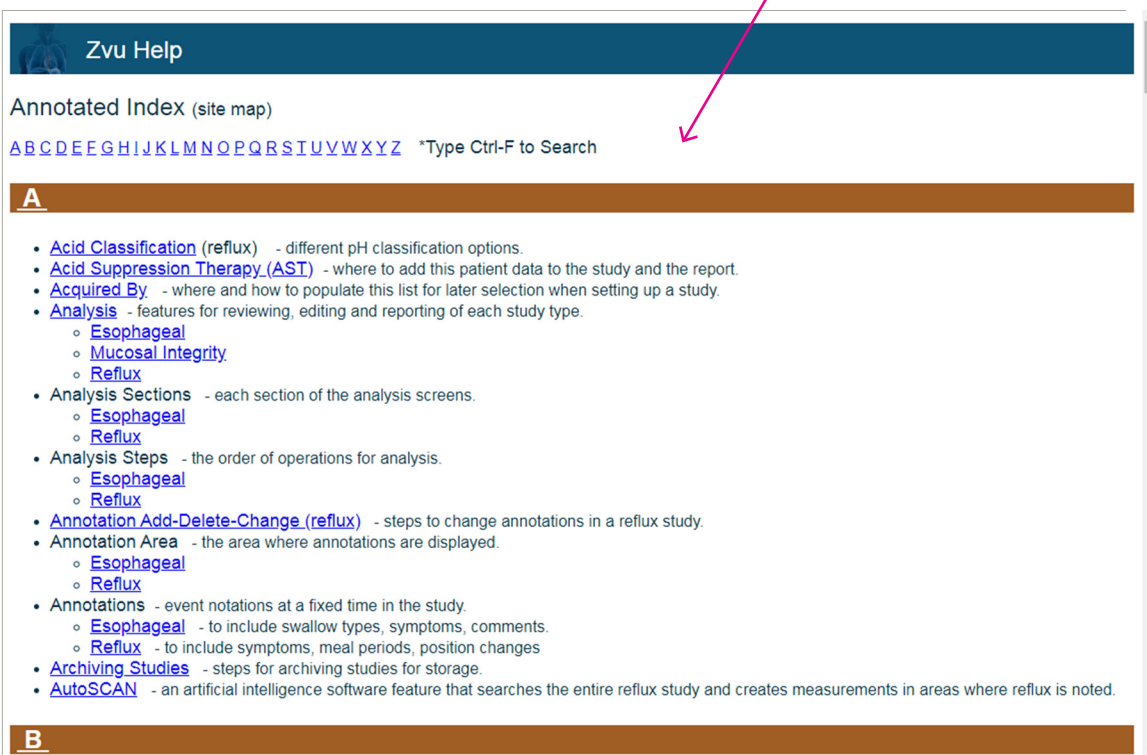 Zvu Help
Annotated Index (site map)
A B C D E F G H I J K L M N O P Q R S T U V W X Y Z *Type Ctrl-F to Search
A
• Acid Classification (reflux) - different pH classification options.
• Acid Suppression Therapy (AST) - where to add this patient data to the study and the report.
• Acquired By - where and how to populate this list for later selection when setting up a study.
• Analysis - features for reviewing, editing and reporting of each study type.
◦ Esophageal
◦ Mucosal Integrity
◦ Reflux
• Analysis Sections - each section of the analysis screens.
◦ Esophageal
◦ Reflux
• Analysis Steps - the order of operations for analysis.
◦ Esophageal
◦ Reflux
• Annotation Add-Delete-Change (reflux) - steps to change annotations in a reflux study.
• Annotation Area - the area where annotations are displayed.
◦ Esophageal
◦ Reflux
• Annotations - event notations at a fixed time in the study.
◦ Esophageal - to include swallow types, symptoms, comments.
◦ Reflux - to include symptoms, meal periods, position changes
• Archiving Studies - steps for archiving studies for storage.
• AutoSCAN - an artificial intelligence software feature that searches the entire reflux study and creates measurements in areas where reflux is noted.
B